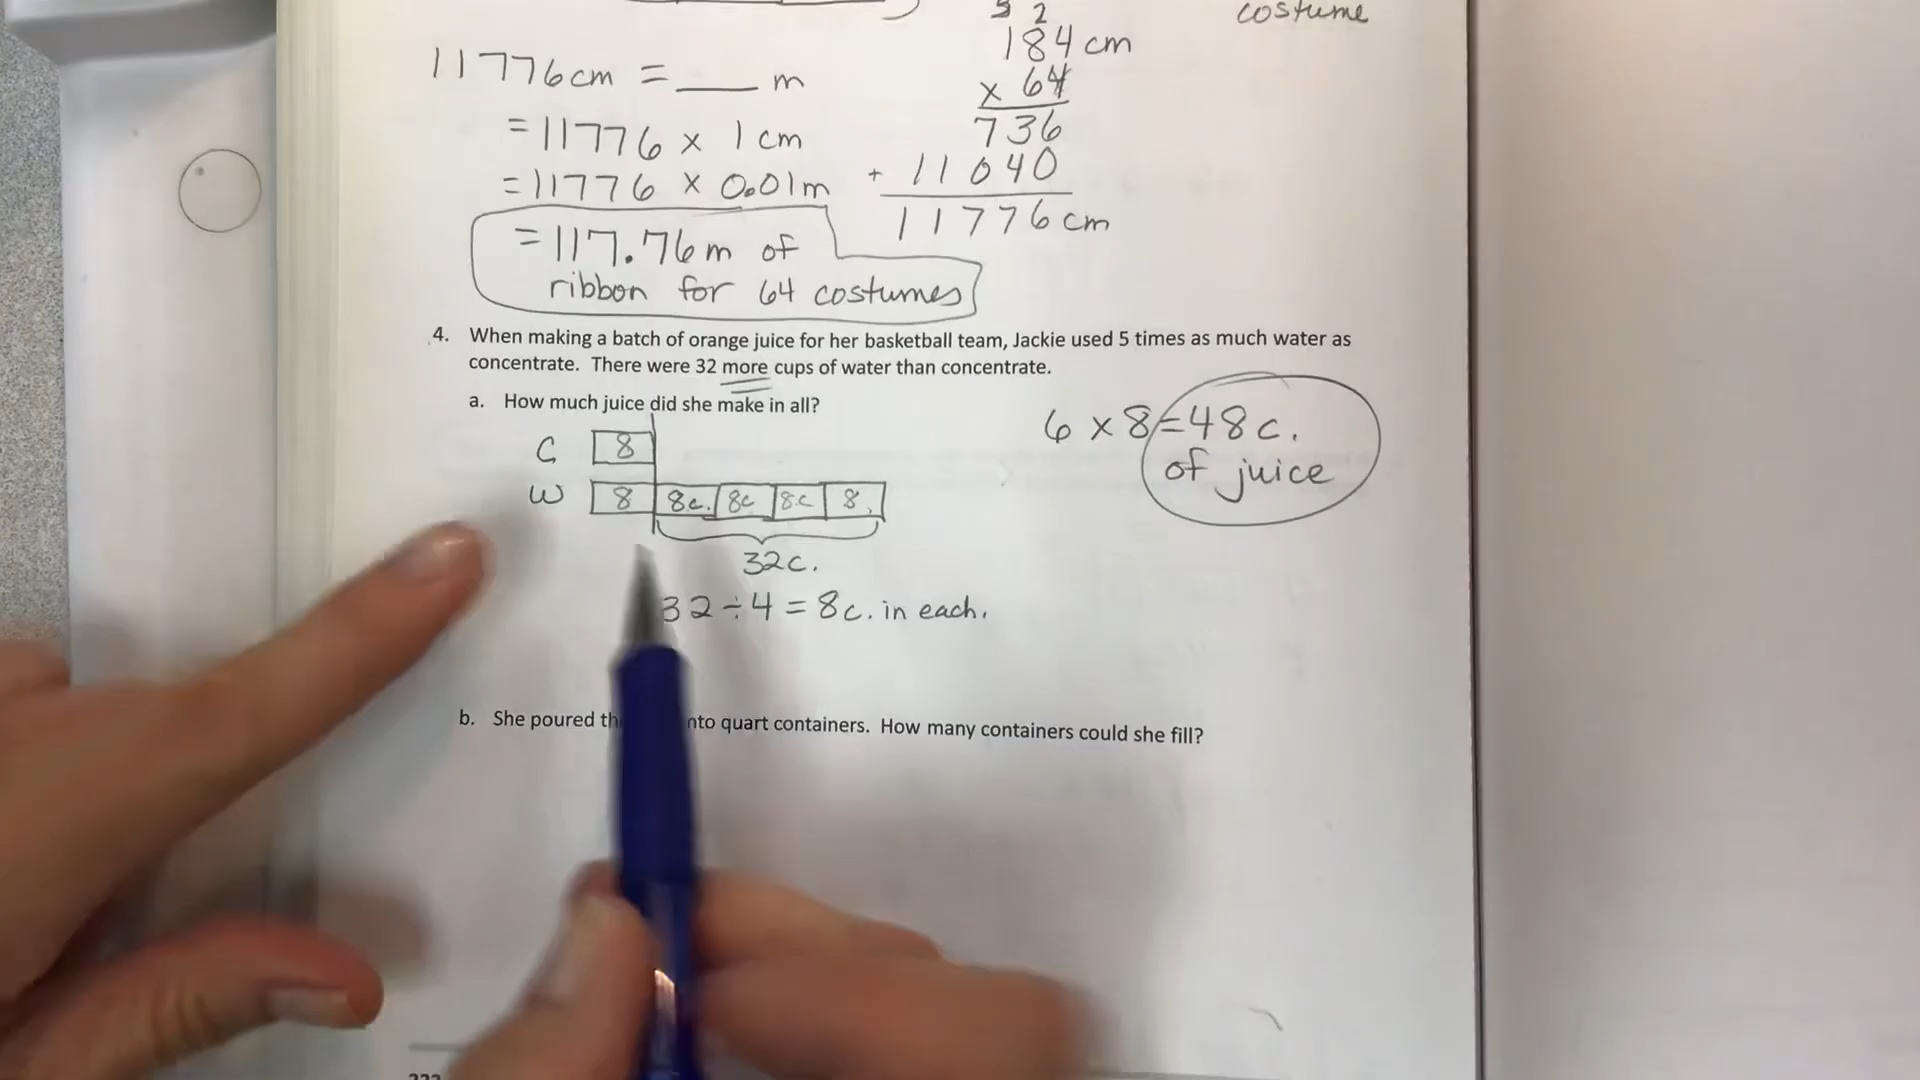 costume
3 2
184 cm
x 64
736
+ 11040
11776 cm
11776 cm = ___ m
= 11776 x 1 cm
= 11776 x 0.01m
= 117.76 m of
ribbon for 64 costumes
4. When making a batch of orange juice for her basketball team, Jackie used 5 times as much water as
concentrate. There were 32 more cups of water than concentrate.
a. How much juice did she make in all?
C 8
W 8 8c. 8c 8c 8.
32c.
32 ÷ 4 = 8c. in each.
6 x 8 = 48 c.
of juice
b. She poured nto quart containers. How many containers could she fill?